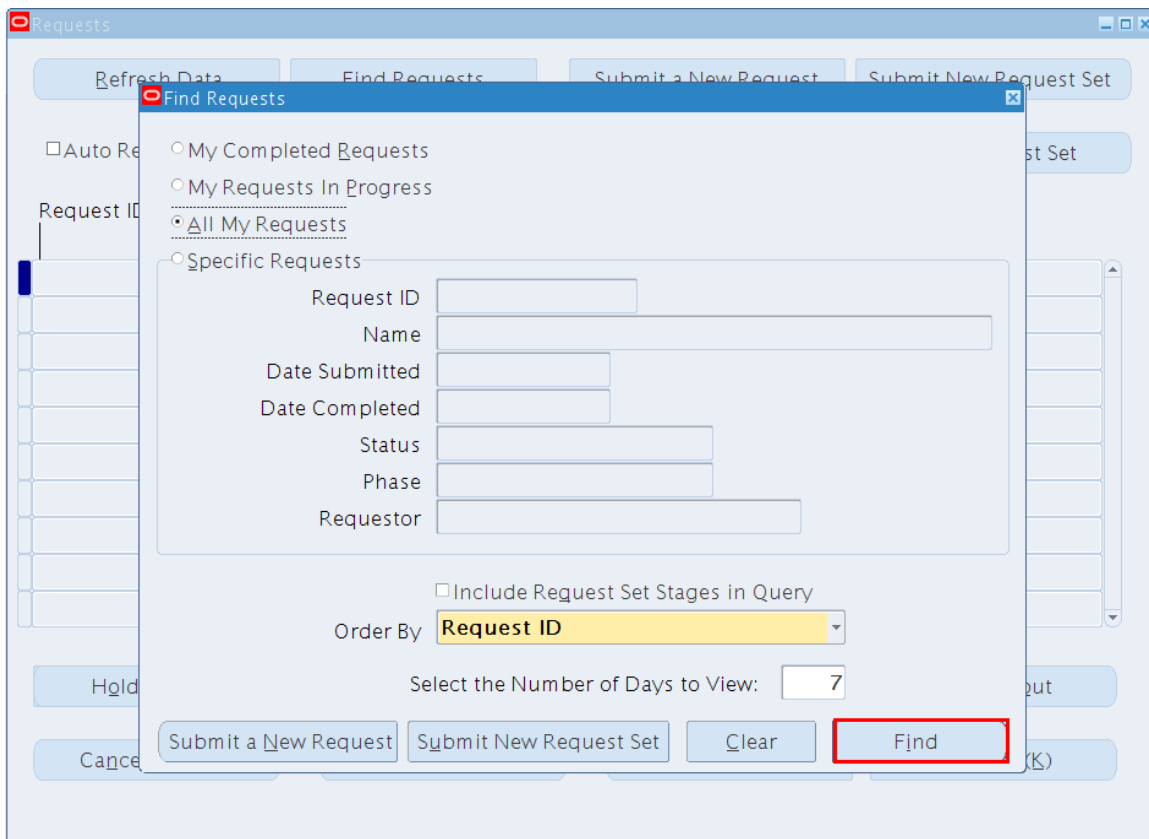 Requests
Refresh Data Find Requests Submit a New Request Submit New Request Set
Find Requests
Auto Re
My Completed Requests
st Set
My Requests In Progress
Request ID
All My Requests
Specific Requests
Request ID
Name
Date Submitted
Date Completed
Status
Phase
Requestor
Include Request Set Stages in Query
Order By Request ID
Hold
Select the Number of Days to View: 7
put
Submit a New Request Submit New Request Set Clear Find
Cance
(K)